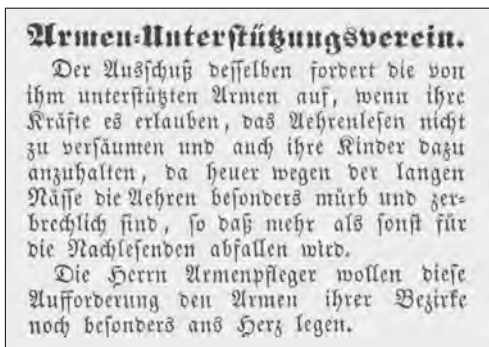 Armen-Unterstützungsverein.
Der Ausschuß desselben fordert die von
ihm unterstützten Armen auf, wenn ihre
Kräfte es erlauben, das Aehrenlesen nicht
zu versäumen und auch ihre Kinder dazu
anzuhalten, da heuer wegen der langen
Nässe die Aehren besonders mürb und zer-
brechlich sind, so daß mehr als sonst für
die Nachlesenden abfallen wird.
Die Herrn Armenpfleger wollen diese
Aufforderung den Armen ihrer Bezirke
noch besonders ans Herz legen.